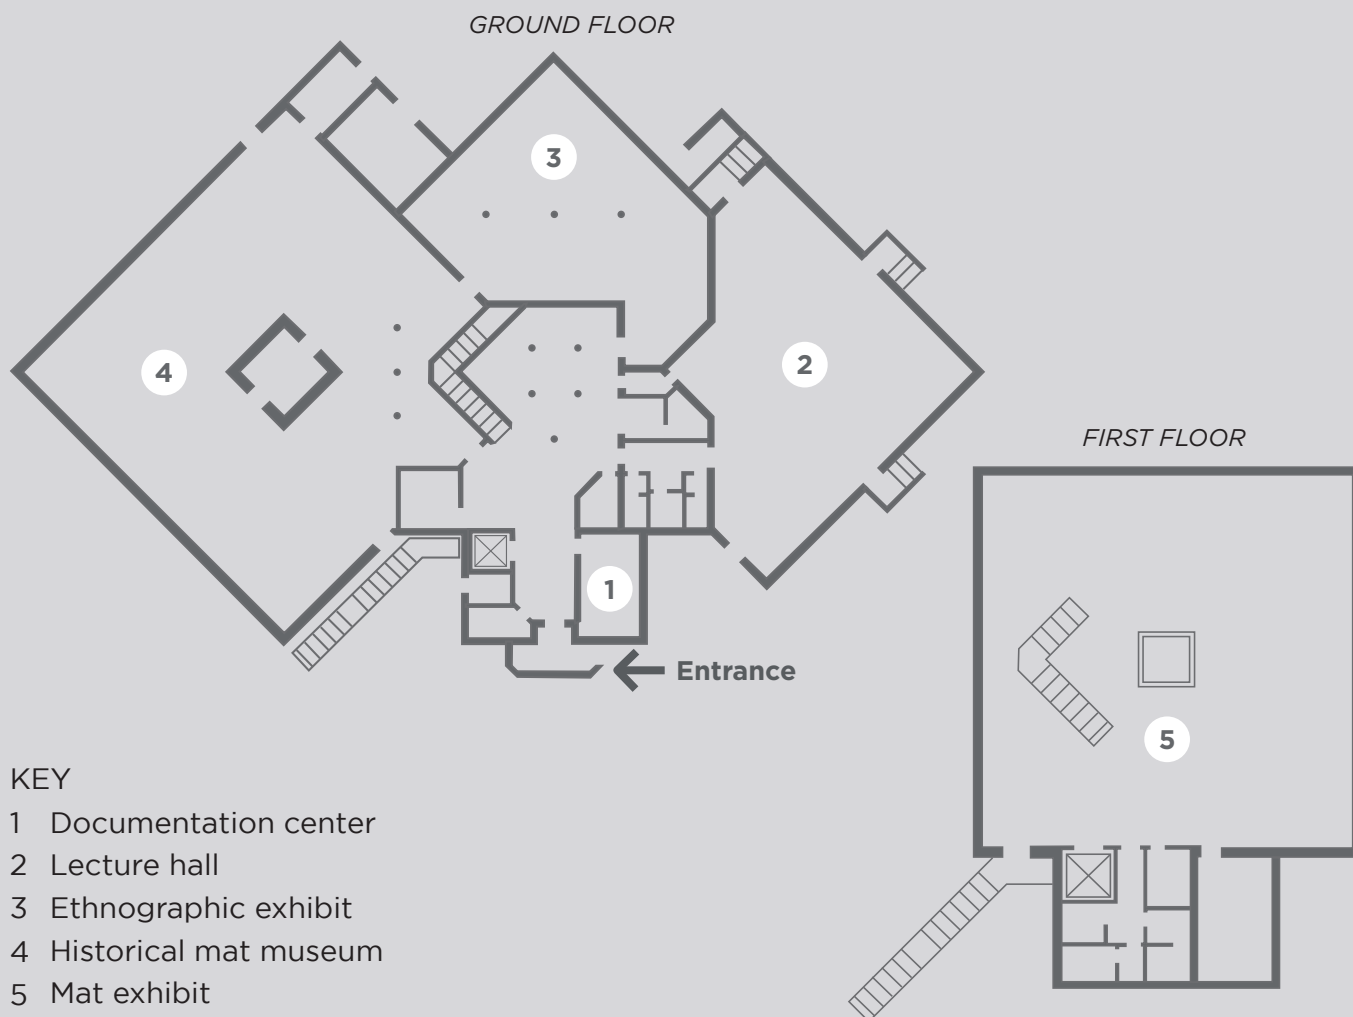 GROUND FLOOR
3
2
4
FIRST FLOOR
1
Entrance
5
KEY
1 Documentation center
2 Lecture hall
3 Ethnographic exhibit
4 Historical mat museum
5 Mat exhibit